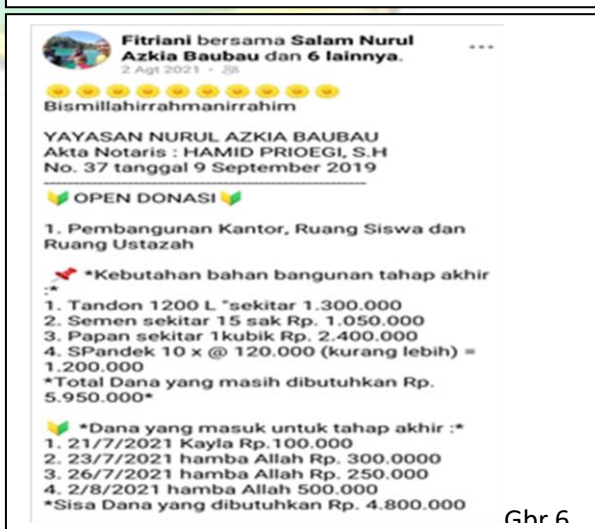 Fitriani bersama Salam Nurul
Azkia Baubau dan 6 lainnya.
2 Agt 2021
Bismillahirrahmanirrahim
YAYASAN NURUL AZKIA BAUBAU
Akta Notaris : HAMID PRIOEGI, S.H
No. 37 tanggal 9 September 2019
OPEN DONASI
1. Pembangunan Kantor, Ruang Siswa dan
Ruang Ustazah
*Kebutahan bahan bangunan tahap akhir
:*
1. Tandon 1200 L "sekitar 1.300.000
2. Semen sekitar 15 sak Rp. 1.050.000
3. Papan sekitar 1kubik Rp. 2.400.000
4. SPandek 10 x @ 120.000 (kurang lebih) =
1.200.000
*Total Dana yang masih dibutuhkan Rp.
5.950.000*
*Dana yang masuk untuk tahap akhir :*
1. 21/7/2021 Kayla Rp.100.000
2. 23/7/2021 hamba Allah Rp. 300.0000
3. 26/7/2021 hamba Allah Rp. 250.000
4. 2/8/2021 hamba Allah 500.000
*Sisa Dana yang dibutuhkan Rp. 4.800.000
Gbr 6